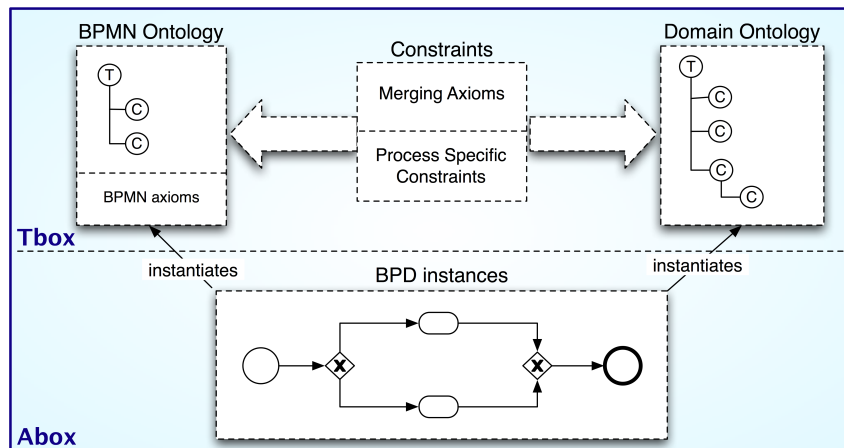 BPMN Ontology
Constraints
Domain Ontology
T
C
C
BPMN axioms
Merging Axioms
Process Specific
Constraints
T
C
C
C
C
Tbox
instantiates
instantiates
BPD instances
X
X
Abox